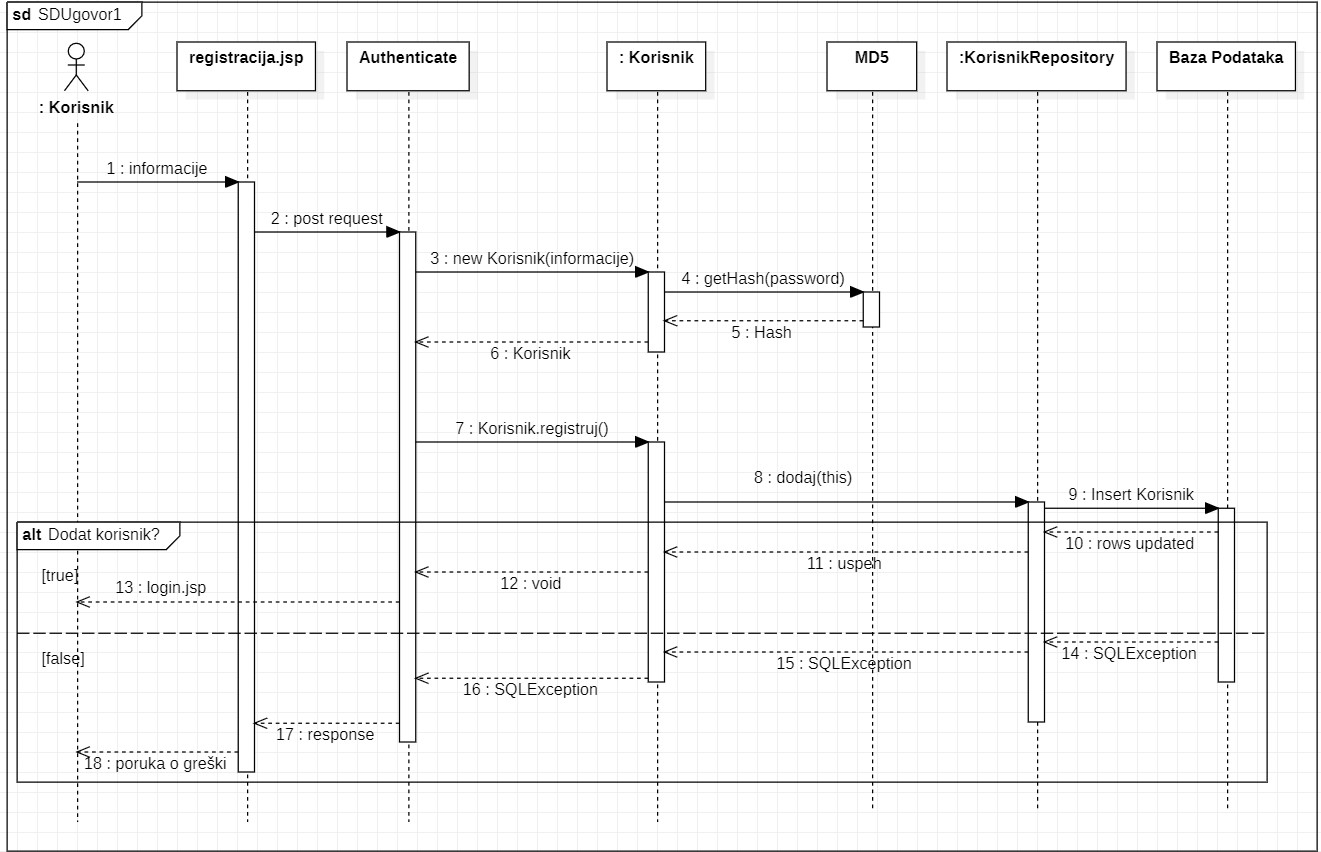 sd SDUgovor1
: Korisnik
registracija.jsp
Authenticate
: Korisnik
MD5
:KorisnikRepository
Baza Podataka
1 : informacije
2 : post request
3 : new Korisnik(informacije)
4 : getHash(password)
5 : Hash
6 : Korisnik
7 : Korisnik.registruj()
8 : dodaj(this)
9 : Insert Korisnik
alt Dodat korisnik?
10 : rows updated
11 : uspeh
[true]
12 : void
13 : login.jsp
[false]
14 : SQLException
15 : SQLException
16 : SQLException
17 : response
18 : poruka o greški